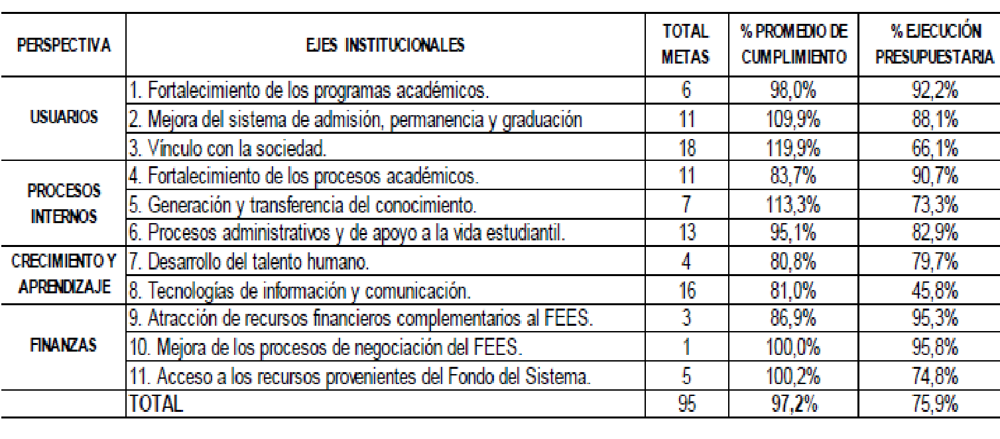 PERSPECTIVA EJES INSTITUCIONALES TOTAL METAS % PROMEDIO DE CUMPLIMIENTO % EJECUCIÓN PRESUPUESTARIA
USUARIOS
1. Fortalecimiento de los programas académicos. 6 98,0% 92,2%
2. Mejora del sistema de admisión, permanencia y graduación 11 109,9% 88,1%
3. Vínculo con la sociedad. 18 119,9% 66,1%
PROCESOS INTERNOS
4. Fortalecimiento de los procesos académicos. 11 83,7% 90,7%
5. Generación y transferencia del conocimiento. 7 113,3% 73,3%
6. Procesos administrativos y de apoyo a la vida estudiantil. 13 95,1% 82,9%
CRECIMIENTO Y APRENDIZAJE
7. Desarrollo del talento humano. 4 80,8% 79,7%
8. Tecnologías de información y comunicación. 16 81,0% 45,8%
FINANZAS
9. Atracción de recursos financieros complementarios al FEES. 3 86,9% 95,3%
10. Mejora de los procesos de negociación del FEES. 1 100,0% 95,8%
11. Acceso a los recursos provenientes del Fondo del Sistema. 5 100,2% 74,8%
TOTAL 95 97,2% 75,9%